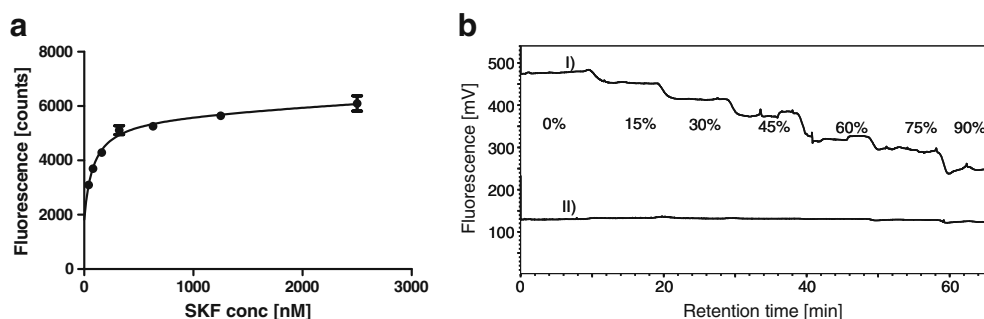 a
8000
6000
4000
2000
0
Fluorescence [counts]
0 1000 2000 3000
SKF conc [nM]
b
500
400
300
200
100
Fluorescence [mV]
I)
0% 15% 30% 45% 60% 75% 90%
II)
0 20 40 60
Retention time [min]